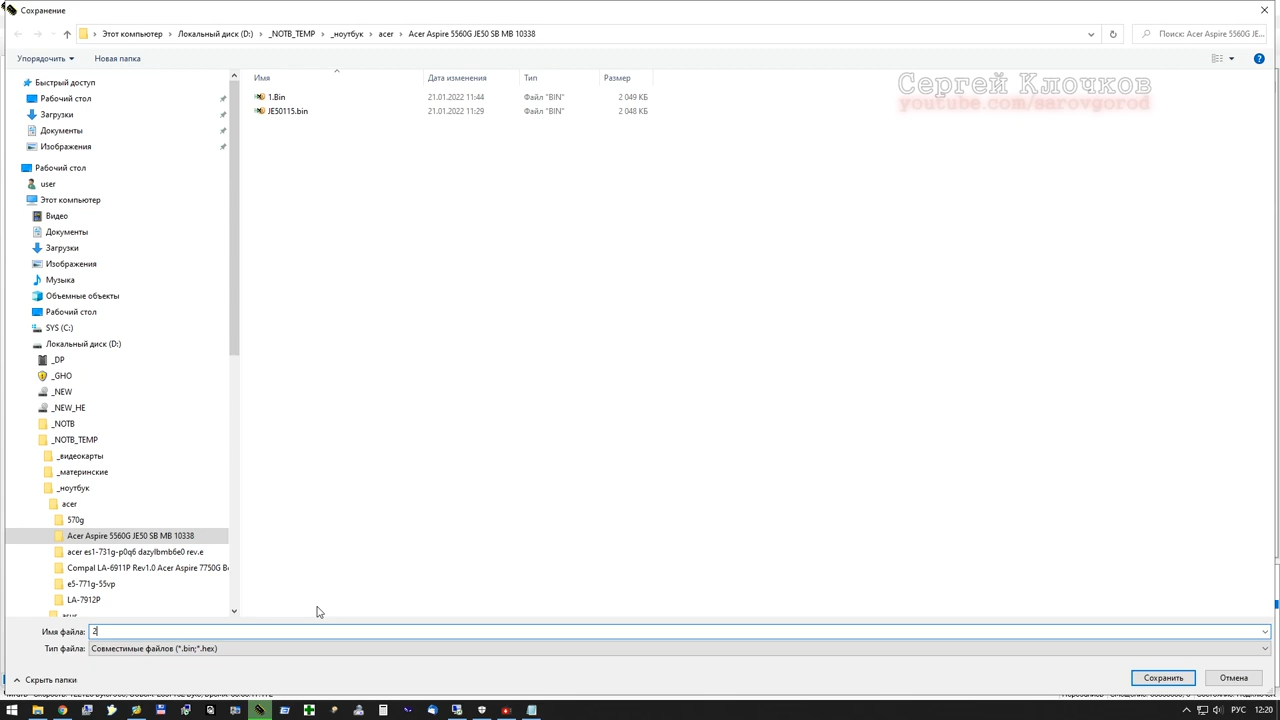 Сохранение
Этот компьютер › Локальный диск (D:) › _NOTB_TEMP › _ноутбук › acer › Acer Aspire 5560G JE50 SB MB 10338
Поиск: Acer Aspire 5560G JE...
Упорядочить
Новая папка
Имя
Дата изменения
Тип
Размер
Сергей Клочков
youtube.com/sarovgorod
1.Bin 21.01.2022 11:44 Файл "BIN" 2 049 КБ
JE50115.bin 21.01.2022 11:29 Файл "BIN" 2 048 КБ
Быстрый доступ
Рабочий стол
Загрузки
Документы
Изображения
Рабочий стол
user
Этот компьютер
Видео
Документы
Загрузки
Изображения
Музыка
Объемные объекты
Рабочий стол
SYS (C:)
Локальный диск (D:)
_DP
_GHO
_NEW
_NEW_HE
_NOTB
_NOTB_TEMP
_видеокарты
_материнские
_ноутбук
acer
570g
Acer Aspire 5560G JE50 SB MB 10338
acer es1-731g-p0q6 dazylbmb6e0 rev.e
Compal LA-6911P Rev1.0 Acer Aspire 7750G
e5-771g-55vp
LA-7912P
asus
Имя файла: 2
Тип файла: Совместимые файлов (*.bin;*.hex)
Скрыть папки
Сохранить
Отмена
РУС
12:20